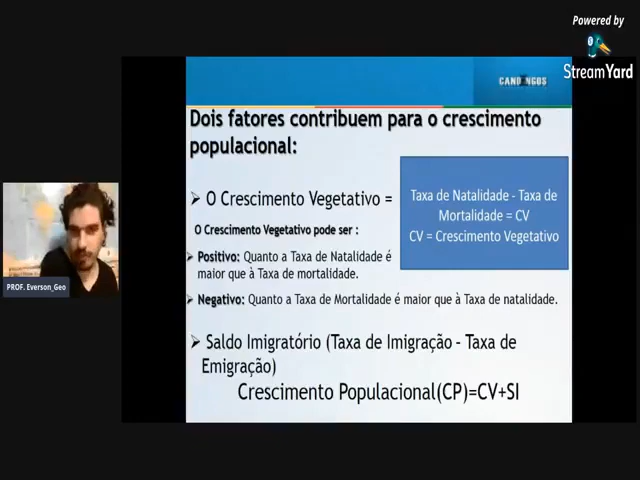 Powered by
StreamYard
CANDANGOS
Dois fatores contribuem para o crescimento
populacional:
O Crescimento Vegetativo =
Taxa de Natalidade - Taxa de
Mortalidade = CV
CV = Crescimento Vegetativo
O Crescimento Vegetativo pode ser :
Positivo: Quanto a Taxa de Natalidade é
maior que à Taxa de mortalidade.
Negativo: Quanto a Taxa de Mortalidade é maior que à Taxa de natalidade.
Saldo Imigratório (Taxa de Imigração - Taxa de
Emigração)
Crescimento Populacional(CP)=CV+SI
PROF. Everson_Geo